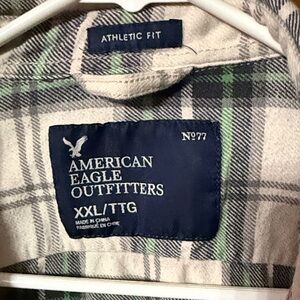 ATHLETIC FIT
Nº77
AMERICAN
EAGLE
OUTFITTERS
XXL/TTG
MADE IN CHINA
FABRIQUÉ EN CHINE